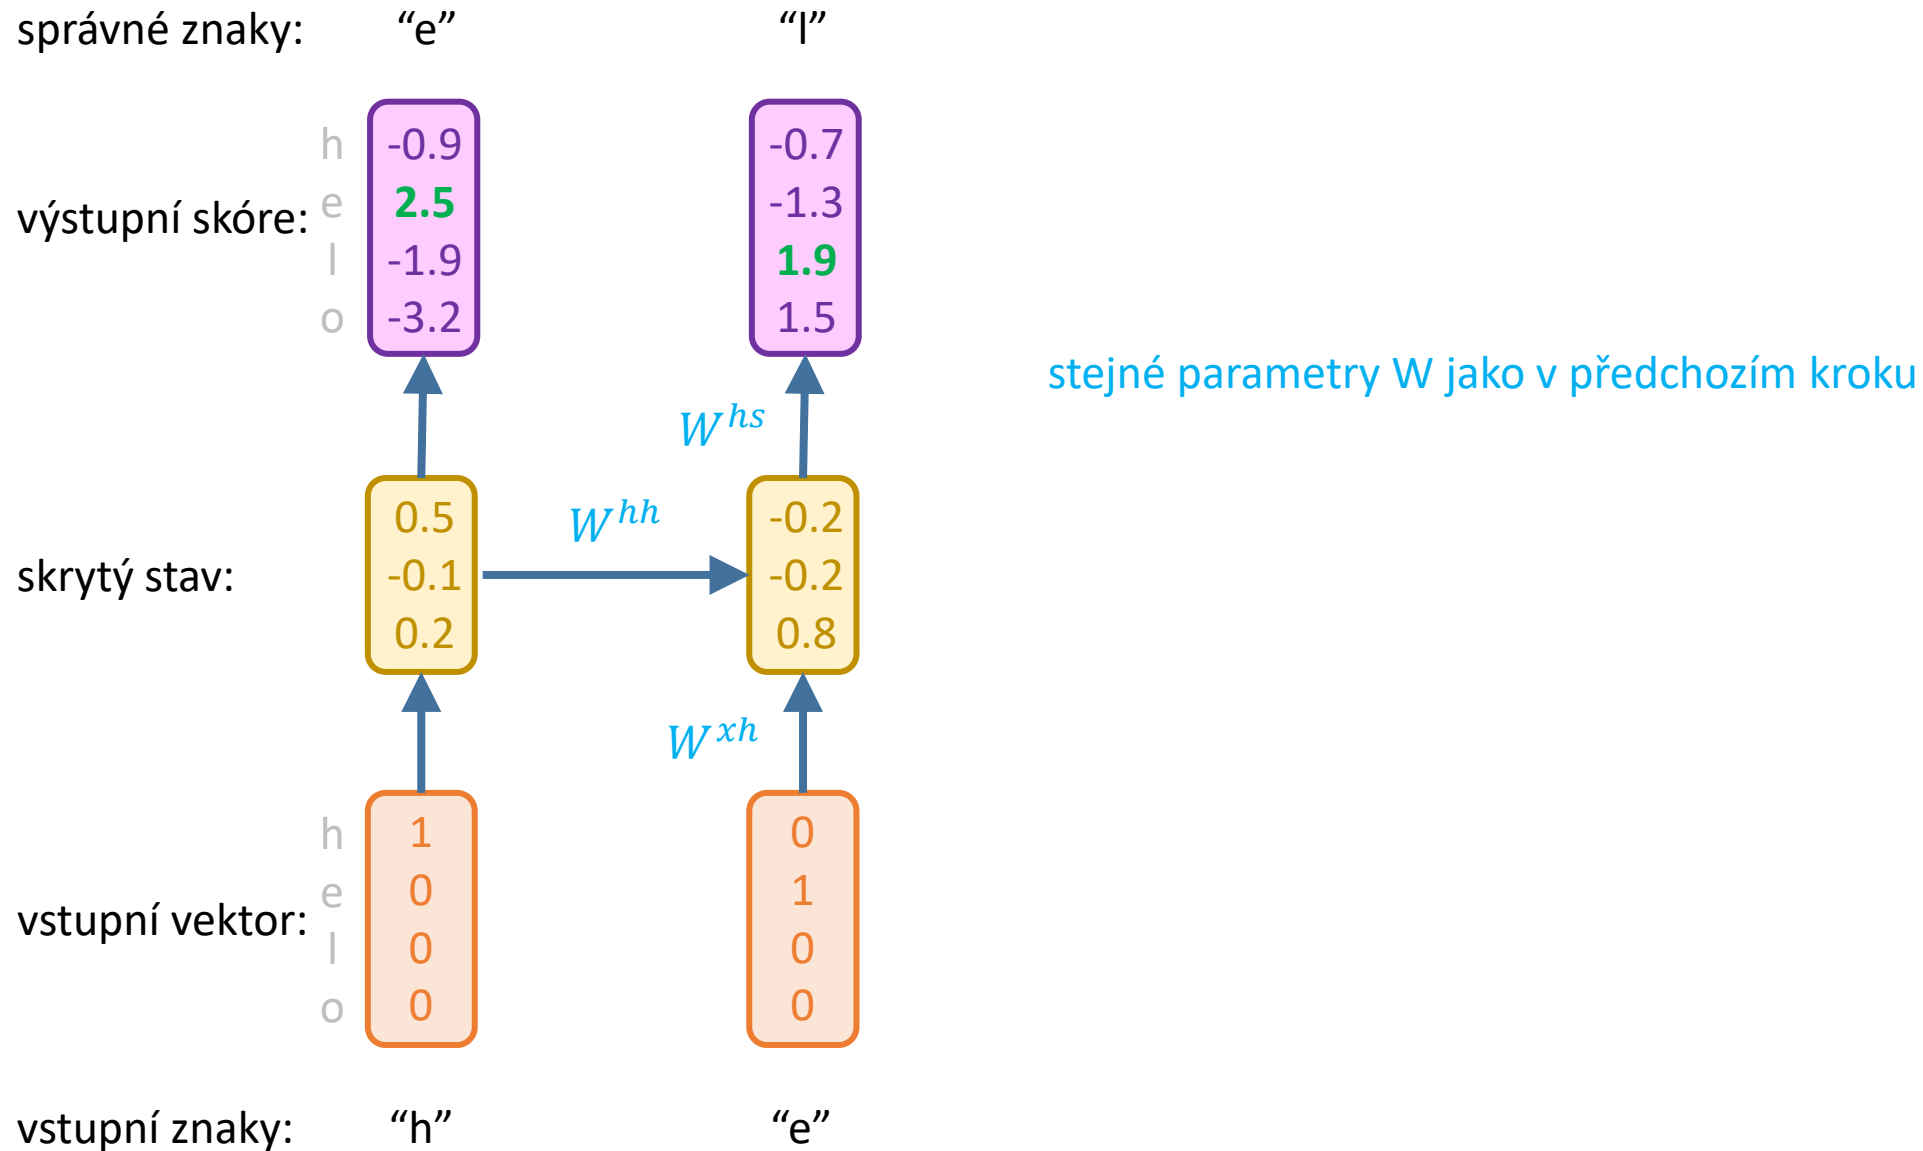 správné znaky: “e” “l”
h -0.9 -0.7
e 2.5 -1.3
výstupní skóre:
l -1.9 1.9
o -3.2 1.5
stejné parametry W jako v předchozím kroku
W^hs
W^hh
0.5 -0.2
skrytý stav: -0.1 -0.2
0.2 0.8
W^xh
h 1 0
e 0 1
vstupní vektor:
l 0 0
o 0 0
vstupní znaky: “h” “e”